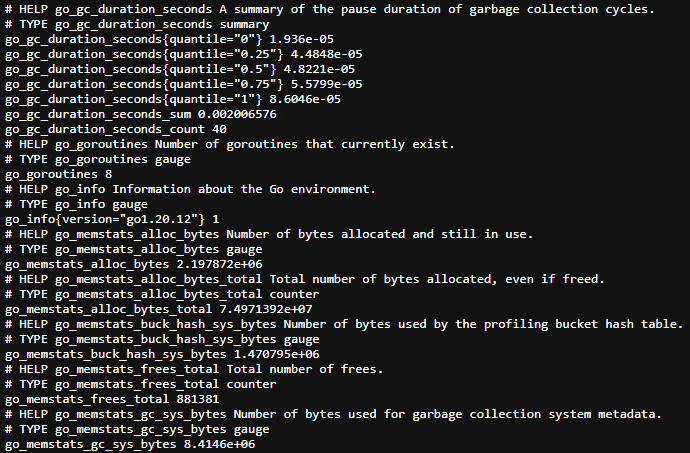 # HELP go_gc_duration_seconds A summary of the pause duration of garbage collection cycles.
# TYPE go_gc_duration_seconds summary
go_gc_duration_seconds{quantile="0"} 1.936e-05
go_gc_duration_seconds{quantile="0.25"} 4.4848e-05
go_gc_duration_seconds{quantile="0.5"} 4.8221e-05
go_gc_duration_seconds{quantile="0.75"} 5.5799e-05
go_gc_duration_seconds{quantile="1"} 8.6046e-05
go_gc_duration_seconds_sum 0.002006576
go_gc_duration_seconds_count 40
# HELP go_goroutines Number of goroutines that currently exist.
# TYPE go_goroutines gauge
go_goroutines 8
# HELP go_info Information about the Go environment.
# TYPE go_info gauge
go_info{version="go1.20.12"} 1
# HELP go_memstats_alloc_bytes Number of bytes allocated and still in use.
# TYPE go_memstats_alloc_bytes gauge
go_memstats_alloc_bytes 2.197872e+06
# HELP go_memstats_alloc_bytes_total Total number of bytes allocated, even if freed.
# TYPE go_memstats_alloc_bytes_total counter
go_memstats_alloc_bytes_total 7.4971392e+07
# HELP go_memstats_buck_hash_sys_bytes Number of bytes used by the profiling bucket hash table.
# TYPE go_memstats_buck_hash_sys_bytes gauge
go_memstats_buck_hash_sys_bytes 1.470795e+06
# HELP go_memstats_frees_total Total number of frees.
# TYPE go_memstats_frees_total counter
go_memstats_frees_total 881381
# HELP go_memstats_gc_sys_bytes Number of bytes used for garbage collection system metadata.
# TYPE go_memstats_gc_sys_bytes gauge
go_memstats_gc_sys_bytes 8.4146e+06